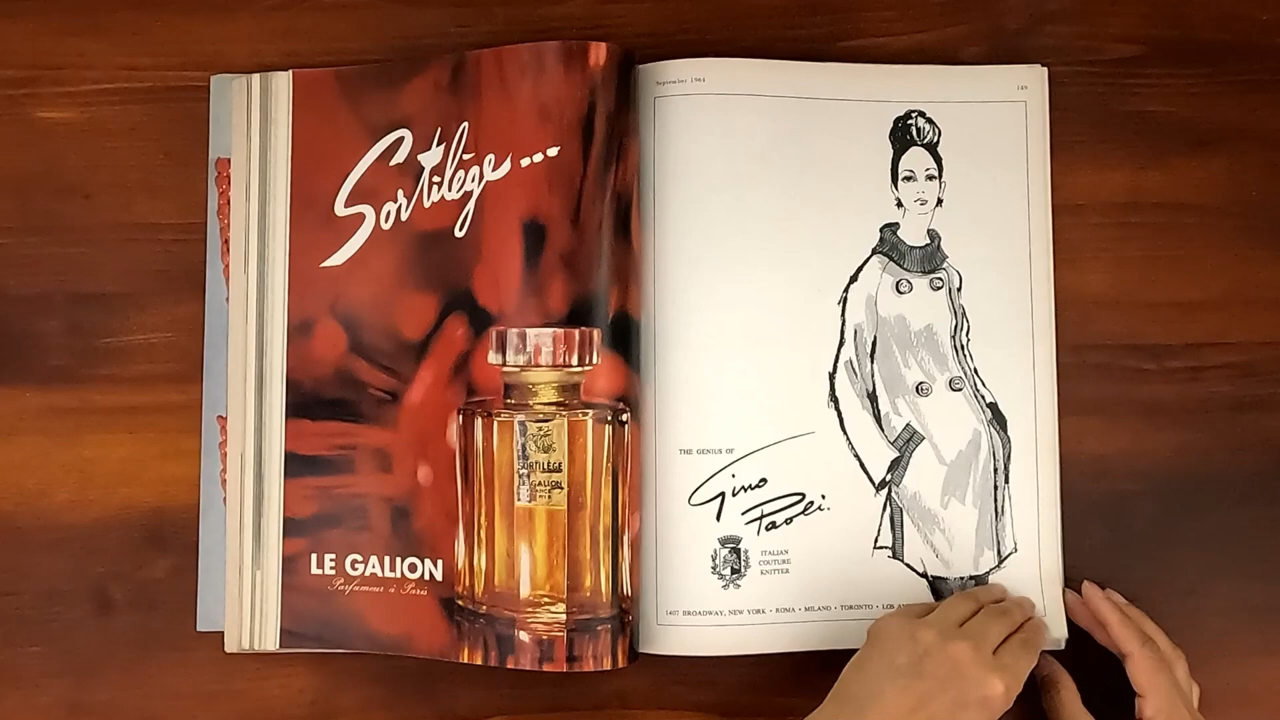 Sortilège...
SORTILÈGE
LE GALION
LE GALION
Parfumeur à Paris
September 1964
189
THE GENIUS OF
Gino
Paoli.
ITALIAN
COUTURE
KNITTER
1407 BROADWAY, NEW YORK • ROMA • MILANO • TORONTO • LOS